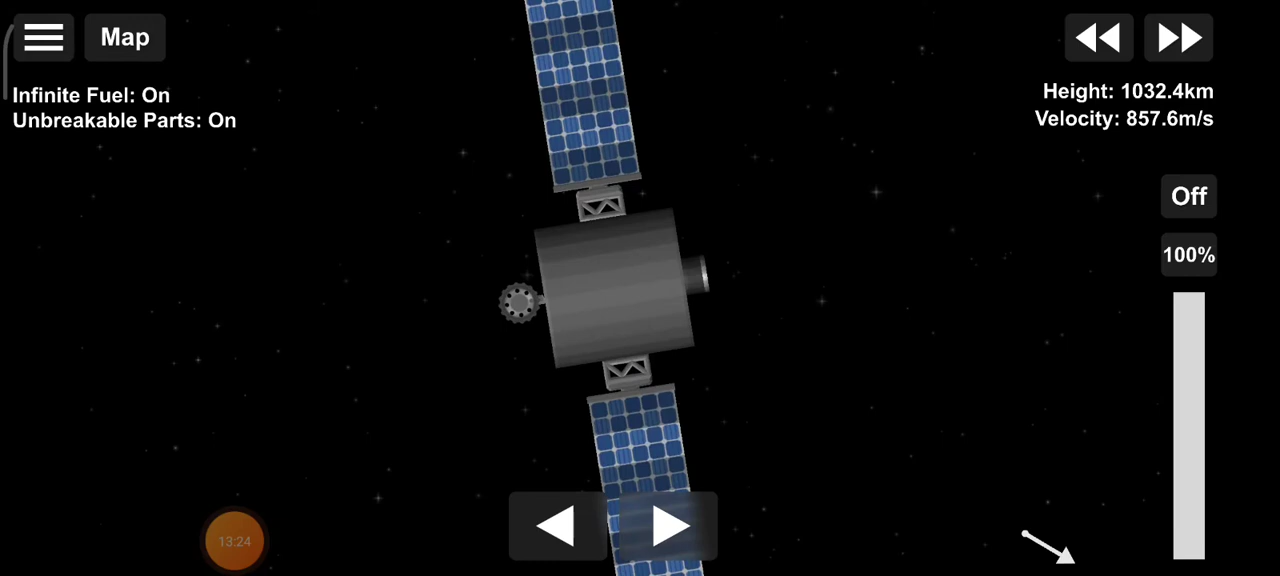 Map
Infinite Fuel: On
Unbreakable Parts: On
Height: 1032.4km
Velocity: 857.6m/s
Off
100%
13:24